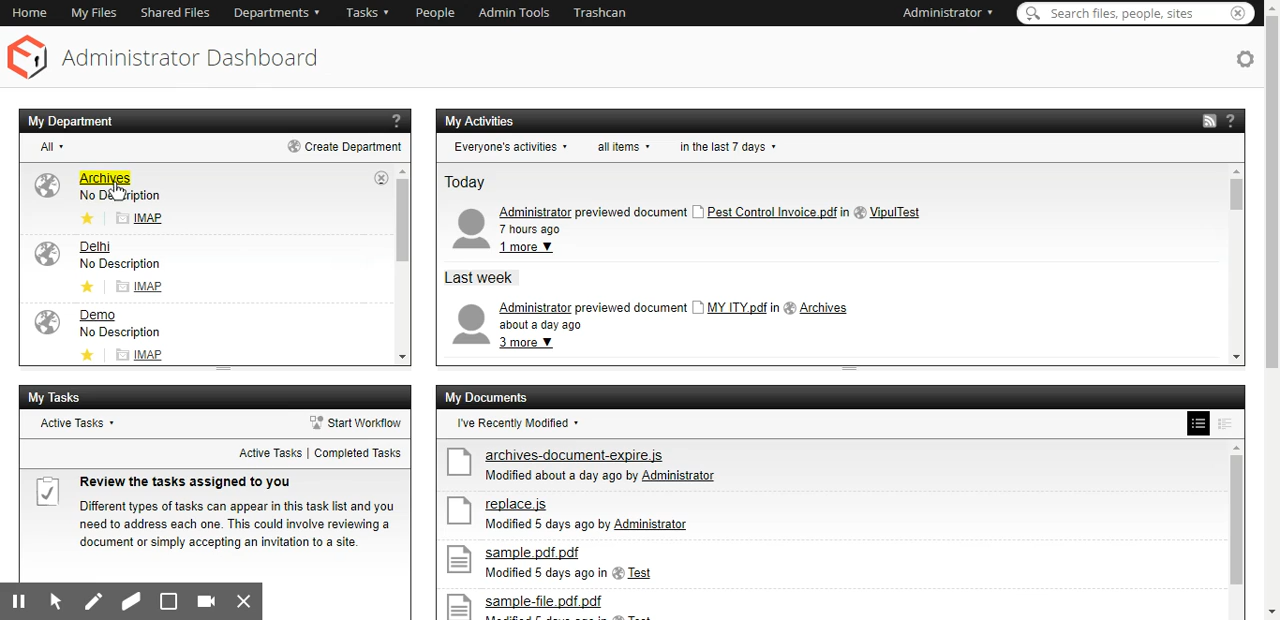 Home My Files Shared Files Departments Tasks People Admin Tools Trashcan Administrator Search files, people, sites
Administrator Dashboard
My Department ?
All Create Department
Archives
No Description
IMAP
Delhi
No Description
IMAP
Demo
No Description
IMAP
My Activities ?
Everyone's activities all items in the last 7 days
Today
Administrator previewed document Pest Control Invoice.pdf in VipulTest
7 hours ago
1 more ▼
Last week
Administrator previewed document MY ITY.pdf in Archives
about a day ago
3 more ▼
My Tasks
Active Tasks Start Workflow
Active Tasks | Completed Tasks
Review the tasks assigned to you
Different types of tasks can appear in this task list and you
need to address each one. This could involve reviewing a
document or simply accepting an invitation to a site.
My Documents
I've Recently Modified
archives-document-expire.js
Modified about a day ago by Administrator
replace.js
Modified 5 days ago by Administrator
sample.pdf.pdf
Modified 5 days ago in Test
sample-file.pdf.pdf
Modified 5 days ago in Test